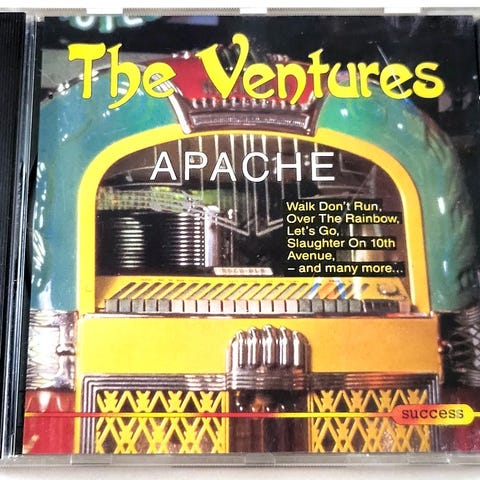 The Ventures
APACHE
Walk Don't Run,
Over The Rainbow,
Let's Go,
Slaughter On 10th
Avenue,
– and many more...
success